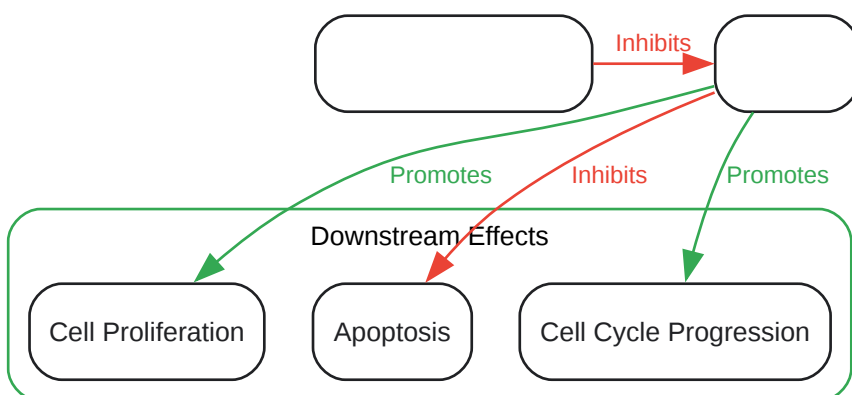 Inhibits
Promotes
Inhibits
Promotes
Downstream Effects
Cell Proliferation
Apoptosis
Cell Cycle Progression